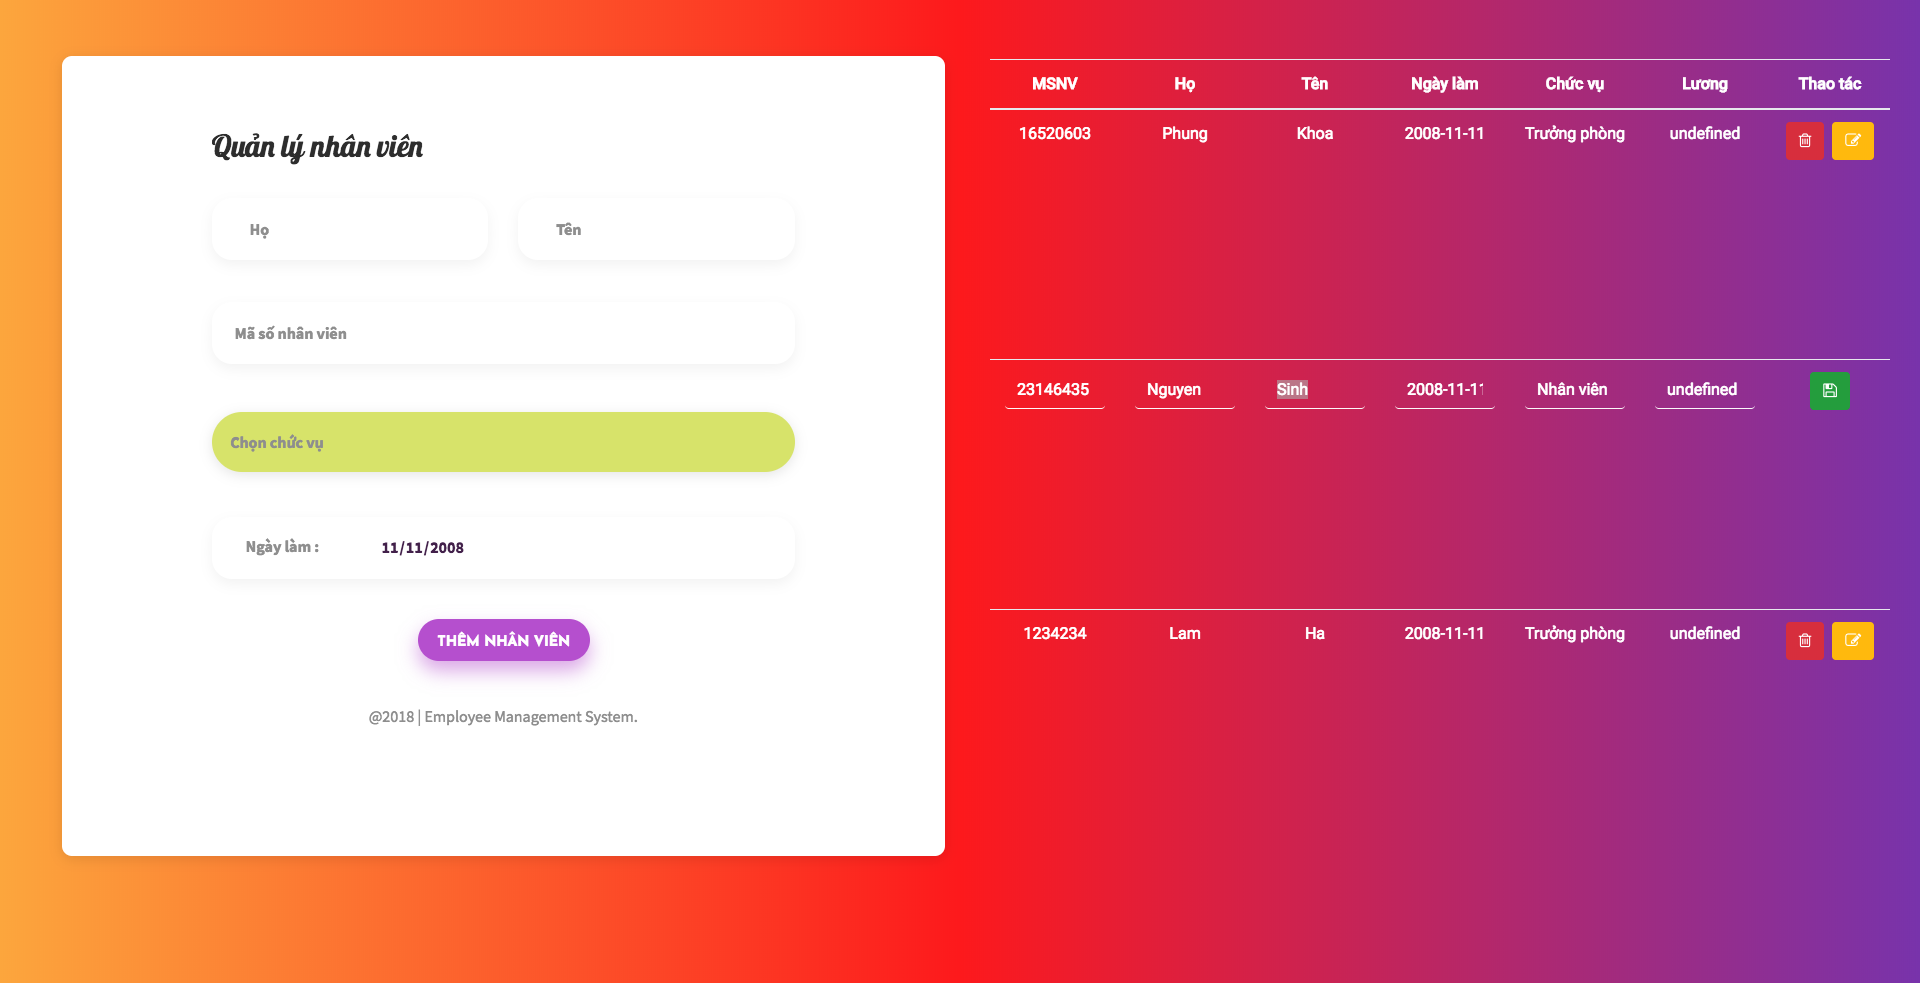 Quản lý nhân viên
Họ Tên
Mã số nhân viên
Chọn chức vụ
Ngày làm : 11/11/2008
THÊM NHÂN VIÊN
@2018 | Employee Management System.
MSNV Họ Tên Ngày làm Chức vụ Lương Thao tác
16520603 Phung Khoa 2008-11-11 Trưởng phòng undefined
23146435 Nguyen Sinh 2008-11-11 Nhân viên undefined
1234234 Lam Ha 2008-11-11 Trưởng phòng undefined